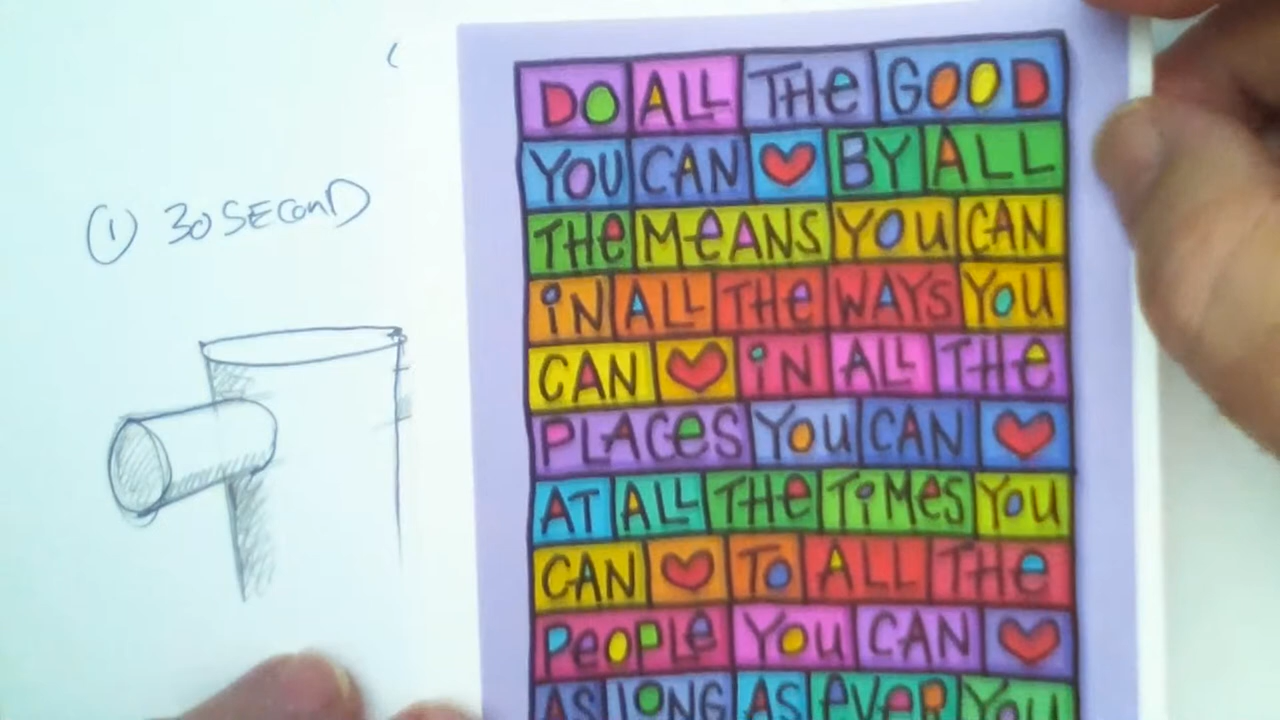 ① 30 SECOND
DO ALL THE GOOD
YOU CAN ❤ BY ALL
THE MEANS YOU CAN
IN ALL THE WAYS YOU
CAN ❤ IN ALL THE
PLACES YOU CAN ❤
AT ALL THE TIMES YOU
CAN ❤ TO ALL THE
PEOPLE YOU CAN ❤
AS LONG AS EVER YOU